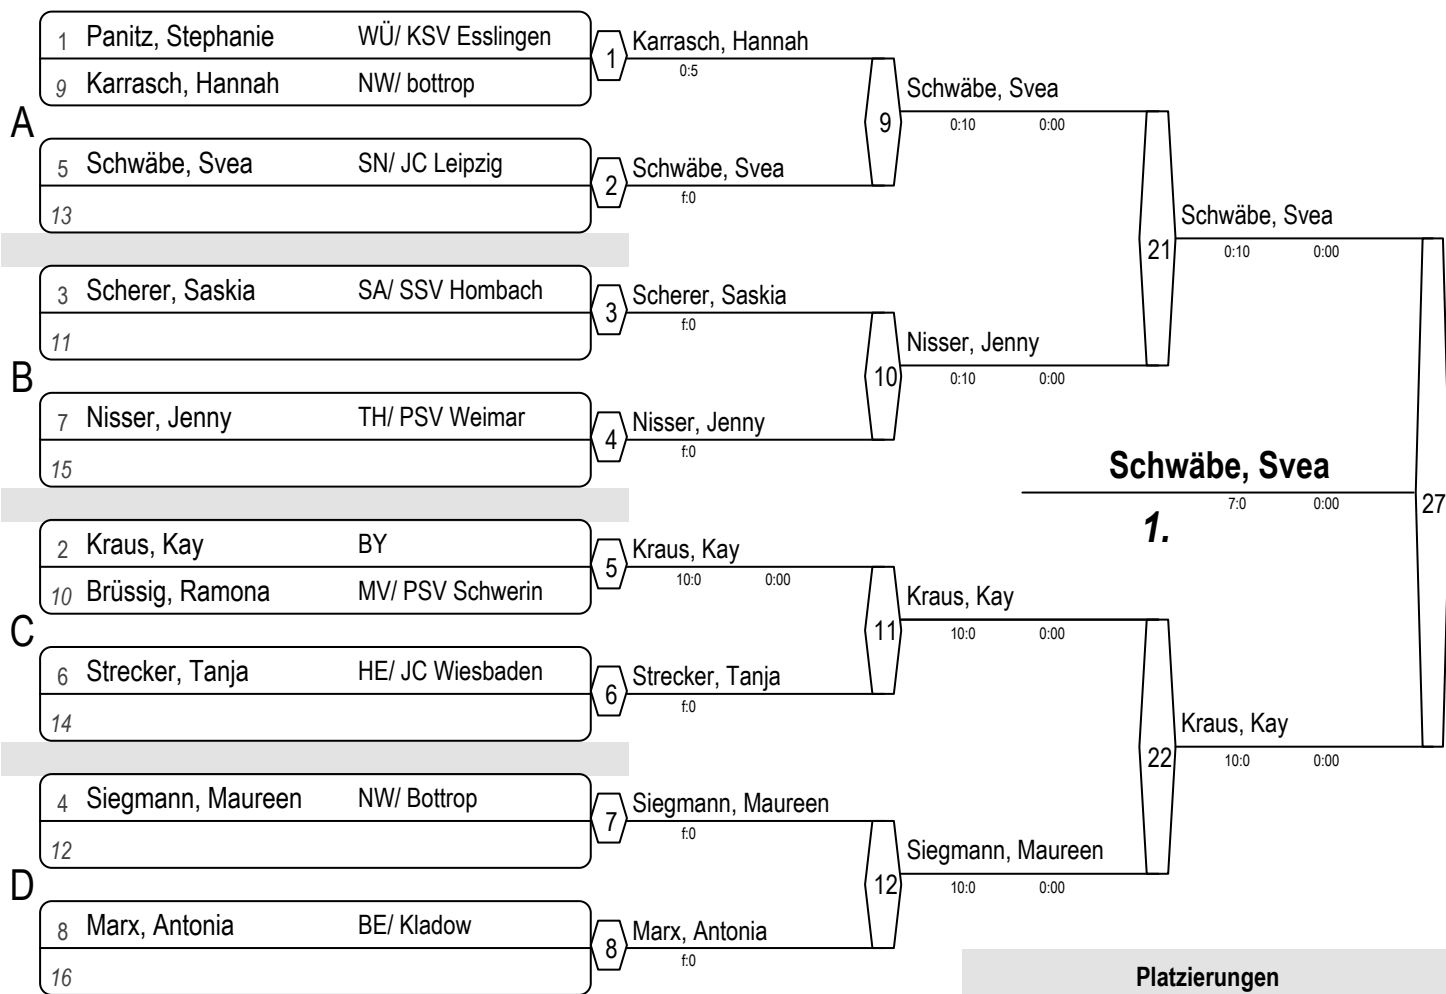 1 Panitz, Stephanie WÜ/ KSV Esslingen
9 Karrasch, Hannah NW/ bottrop
1 Karrasch, Hannah
0:5
A
5 Schwäbe, Svea SN/ JC Leipzig
13
2 Schwäbe, Svea
f:0
9 Schwäbe, Svea
0:10 0:00
3 Scherer, Saskia SA/ SSV Hombach
11
3 Scherer, Saskia
f:0
B
7 Nisser, Jenny TH/ PSV Weimar
15
4 Nisser, Jenny
f:0
10 Nisser, Jenny
0:10 0:00
21 Schwäbe, Svea
0:10 0:00
2 Kraus, Kay BY
10 Brüssig, Ramona MV/ PSV Schwerin
5 Kraus, Kay
10:0 0:00
C
6 Strecker, Tanja HE/ JC Wiesbaden
14
6 Strecker, Tanja
f:0
11 Kraus, Kay
10:0 0:00
4 Siegmann, Maureen NW/ Bottrop
12
7 Siegmann, Maureen
f:0
D
8 Marx, Antonia BE/ Kladow
16
8 Marx, Antonia
f:0
12 Siegmann, Maureen
10:0 0:00
22 Kraus, Kay
10:0 0:00
Schwäbe, Svea
7:0 0:00
27
1.
Platzierungen